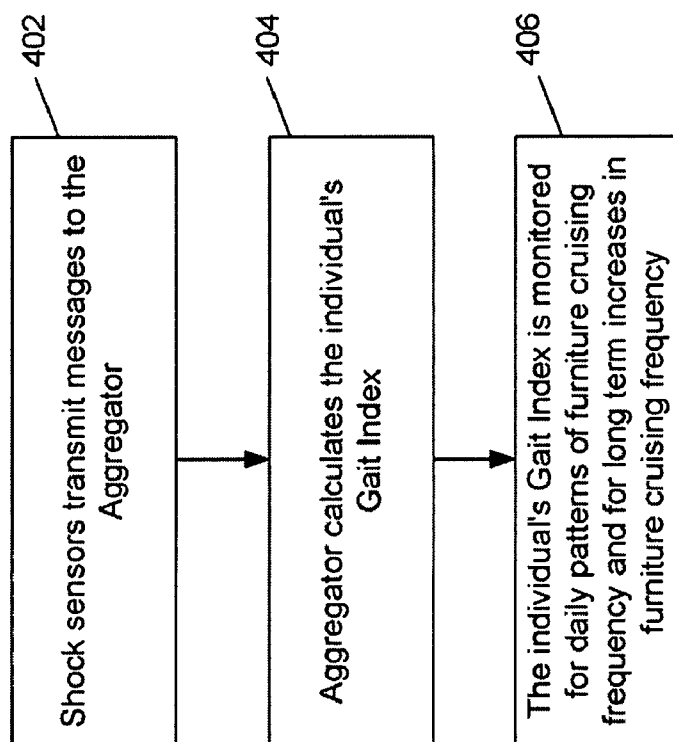 402
Shock sensors transmit messages to the
Aggregator
404
Aggregator calculates the individual's
Gait Index
406
The individual's Gait Index is monitored
for daily patterns of furniture cruising
frequency and for long term increases in
furniture cruising frequency